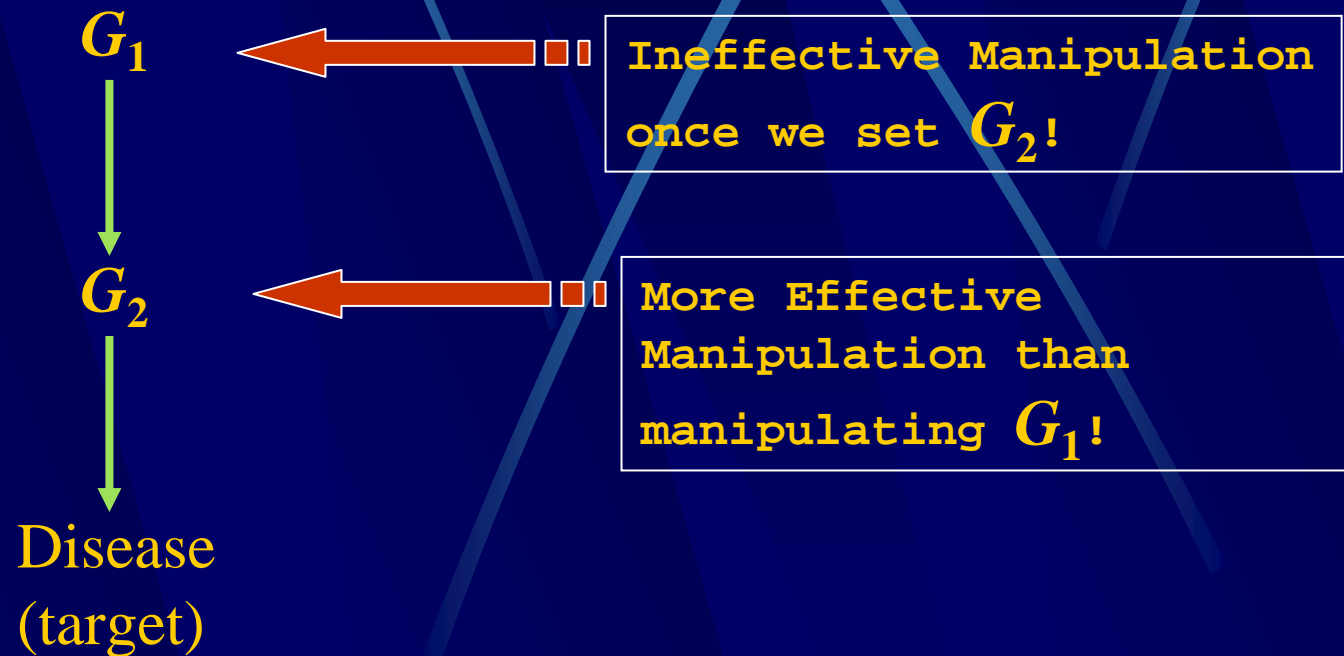 G₁
Ineffective Manipulation
once we set G₂!
G₂
More Effective
Manipulation than
manipulating G₁!
Disease
(target)